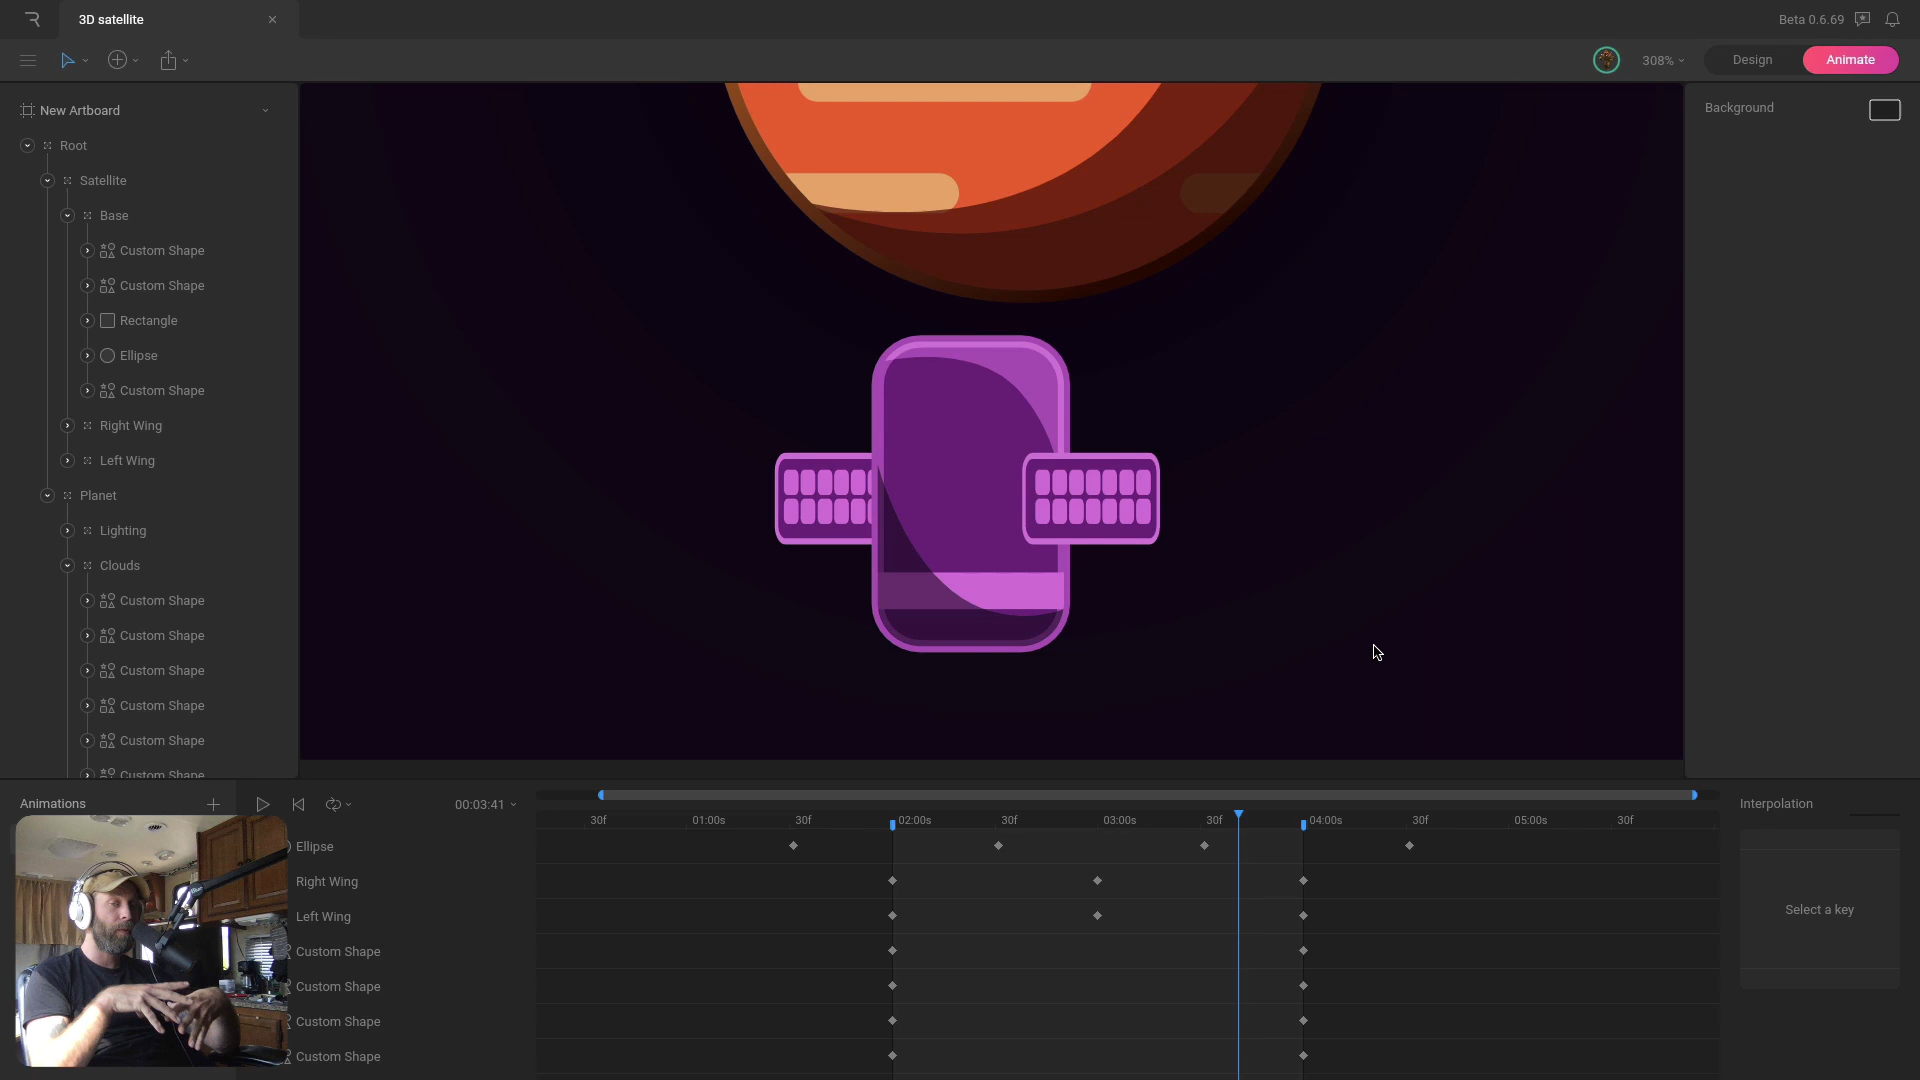 3D satellite
Beta 0.6.69
308%
Design
Animate
New Artboard
Root
Satellite
Base
Custom Shape
Custom Shape
Rectangle
Ellipse
Custom Shape
Right Wing
Left Wing
Planet
Lighting
Clouds
Custom Shape
Custom Shape
Custom Shape
Custom Shape
Custom Shape
Custom Shape
Background
Animations
00:03:41
30f 01:00s 30f 02:00s 30f 03:00s 30f 04:00s 30f 05:00s 30f
Ellipse
Right Wing
Left Wing
Custom Shape
Custom Shape
Custom Shape
Custom Shape
Interpolation
Select a key